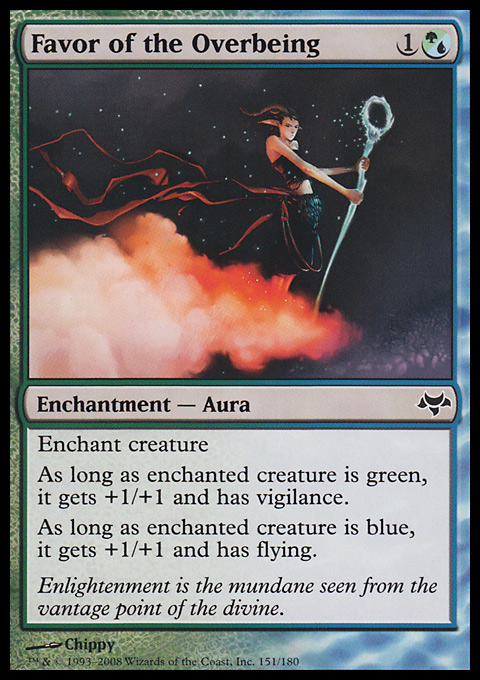 Favor of the Overbeing 1
Enchantment — Aura
Enchant creature
As long as enchanted creature is green,
it gets +1/+1 and has vigilance.
As long as enchanted creature is blue,
it gets +1/+1 and has flying.
Enlightenment is the mundane seen from the
vantage point of the divine.
Chippy
™ & © 1993–2008 Wizards of the Coast, Inc. 151/180